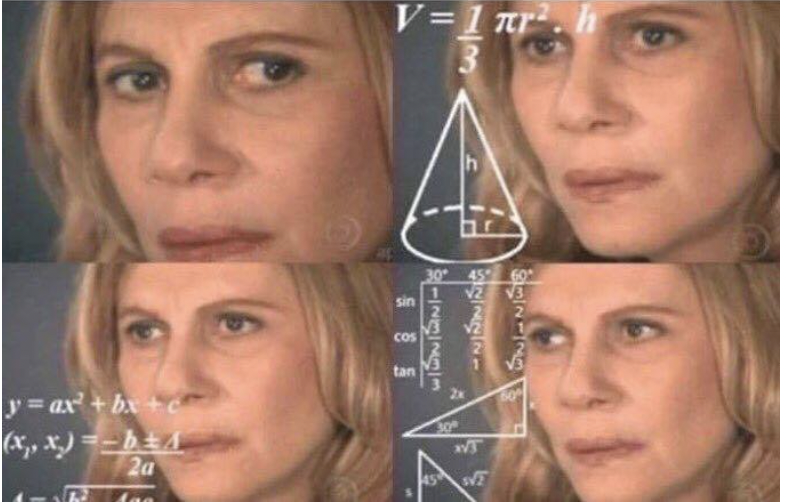 V = 1/3 πr². h
h
r
y = ax² + bx + c
(x₁, x₂) = -b ± Δ
2a
30° 45° 60°
sin 1/2 √2/2 √3/2
cos √3/2 √2/2 1/2
tan √3/3 1 √3
2x 60° x
30°
x√3
45° s√2
s